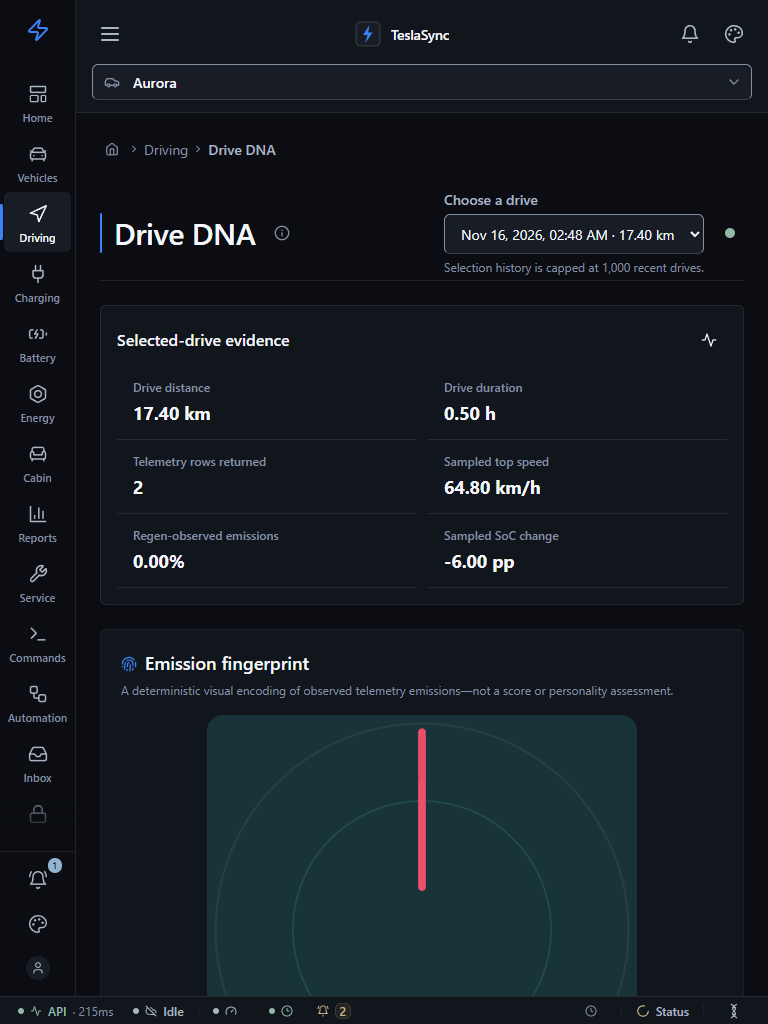 TeslaSync
Aurora
Home
Vehicles
Driving
Charging
Battery
Energy
Cabin
Reports
Service
Commands
Automation
Inbox
1
Driving
Drive DNA
Drive DNA
Choose a drive
Nov 16, 2026, 02:48 AM · 17.40 km
Selection history is capped at 1,000 recent drives.
Selected-drive evidence
Drive distance
17.40 km
Drive duration
0.50 h
Telemetry rows returned
2
Sampled top speed
64.80 km/h
Regen-observed emissions
0.00%
Sampled SoC change
-6.00 pp
Emission fingerprint
A deterministic visual encoding of observed telemetry emissions—not a score or personality assessment.
API · 215ms
Idle
2
Status